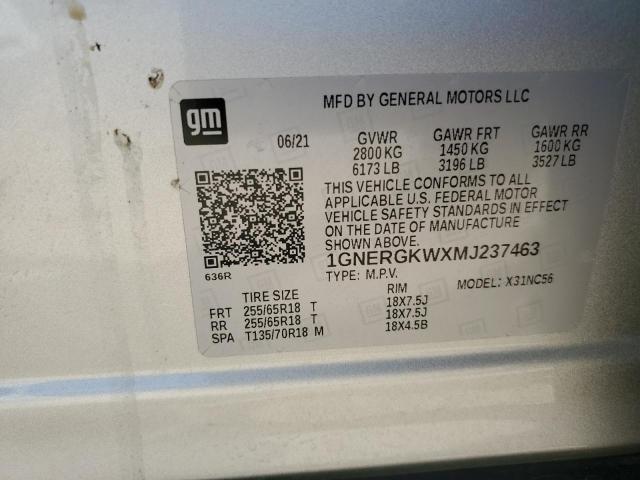 gm
MFD BY GENERAL MOTORS LLC
06/21 GVWR GAWR FRT GAWR RR
2800 KG 1450 KG 1600 KG
6173 LB 3196 LB 3527 LB
THIS VEHICLE CONFORMS TO ALL
APPLICABLE U.S. FEDERAL MOTOR
VEHICLE SAFETY STANDARDS IN EFFECT
ON THE DATE OF MANUFACTURE
SHOWN ABOVE.
1GNERGKWXMJ237463
636R
TYPE: M.P.V. MODEL: X31NC56
TIRE SIZE RIM
FRT 255/65R18 T 18X7.5J
RR 255/65R18 T 18X7.5J
SPA T135/70R18 M 18X4.5B